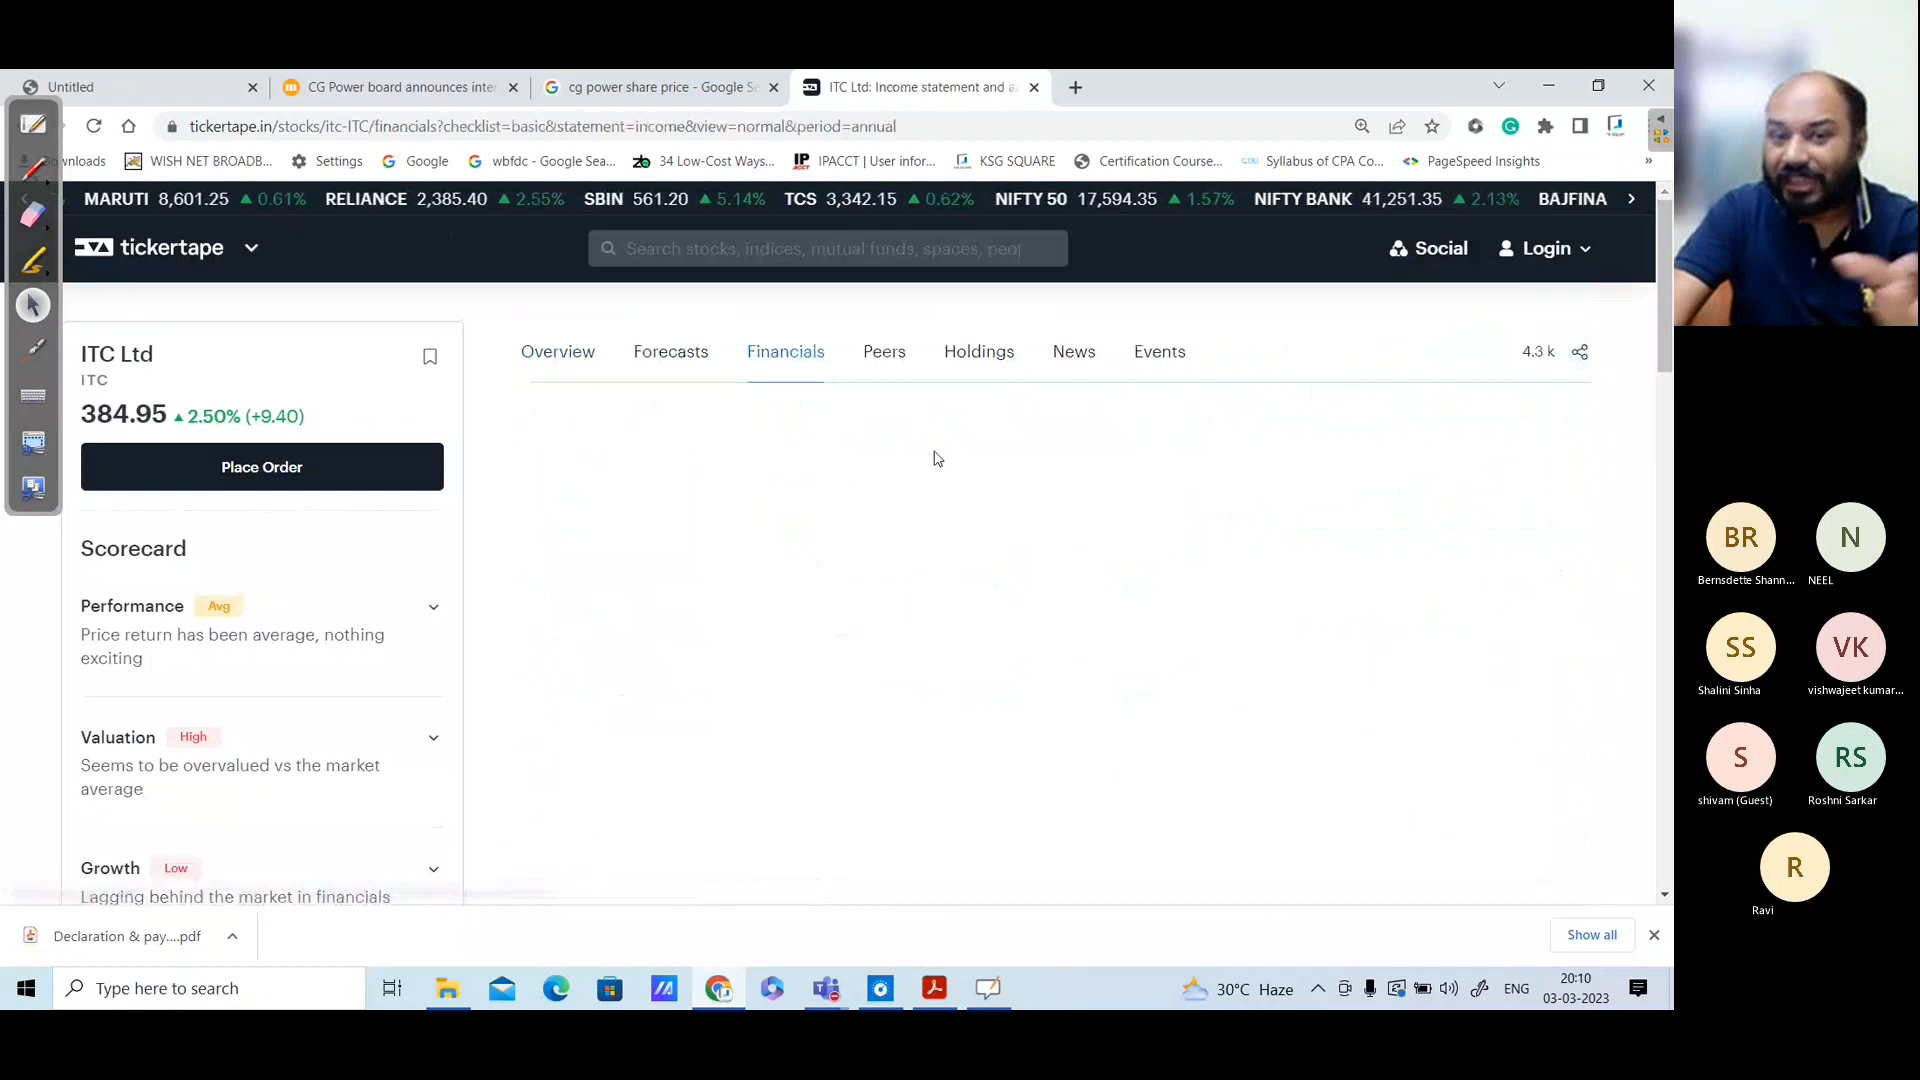 Untitled
CG Power board announces inter
cg power share price - Google Se
ITC Ltd: Income statement and
tickertape.in/stocks/itc-ITC/financials?checklist=basic&statement=income&view=normal&period=annual
ownloads
WISH NET BROADB...
Settings
Google
wbfdc - Google Sea...
34 Low-Cost Ways...
IPACCT | User infor...
KSG SQUARE
Certification Course...
Syllabus of CPA Co...
PageSpeed Insights
»
MARUTI 8,601.25 ▲ 0.61% RELIANCE 2,385.40 ▲ 2.55% SBIN 561.20 ▲ 5.14% TCS 3,342.15 ▲ 0.62% NIFTY 50 17,594.35 ▲ 1.57% NIFTY BANK 41,251.35 ▲ 2.13% BAJFINA
tickertape
Search stocks, indices, mutual funds, spaces, peop
Social
Login
ITC Ltd
ITC
384.95 ▲ 2.50% (+9.40)
Place Order
Overview Forecasts Financials Peers Holdings News Events
4.3 k
Scorecard
Performance Avg
Price return has been average, nothing
exciting
Valuation High
Seems to be overvalued vs the market
average
Growth Low
Lagging behind the market in financials
Declaration & pay....pdf
Show all
Type here to search
30°C Haze
ENG
20:10
03-03-2023
BR
Bernsdette Shann...
N
NEEL
SS
Shalini Sinha
VK
vishwajeet kumar...
S
shivam (Guest)
RS
Roshni Sarkar
R
Ravi